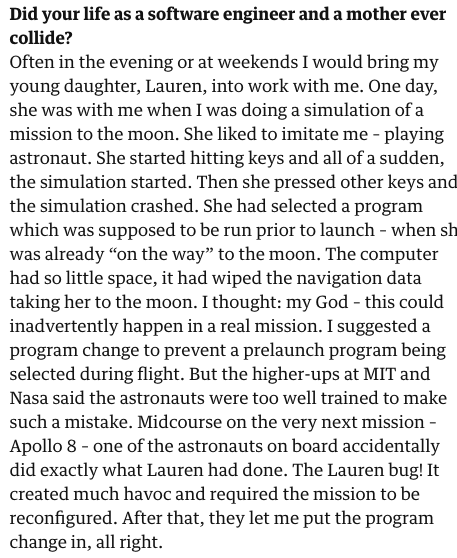 Did your life as a software engineer and a mother ever
collide?
Often in the evening or at weekends I would bring my
young daughter, Lauren, into work with me. One day,
she was with me when I was doing a simulation of a
mission to the moon. She liked to imitate me – playing
astronaut. She started hitting keys and all of a sudden,
the simulation started. Then she pressed other keys and
the simulation crashed. She had selected a program
which was supposed to be run prior to launch – when sh
was already “on the way” to the moon. The computer
had so little space, it had wiped the navigation data
taking her to the moon. I thought: my God – this could
inadvertently happen in a real mission. I suggested a
program change to prevent a prelaunch program being
selected during flight. But the higher-ups at MIT and
Nasa said the astronauts were too well trained to make
such a mistake. Midcourse on the very next mission –
Apollo 8 – one of the astronauts on board accidentally
did exactly what Lauren had done. The Lauren bug! It
created much havoc and required the mission to be
reconfigured. After that, they let me put the program
change in, all right.